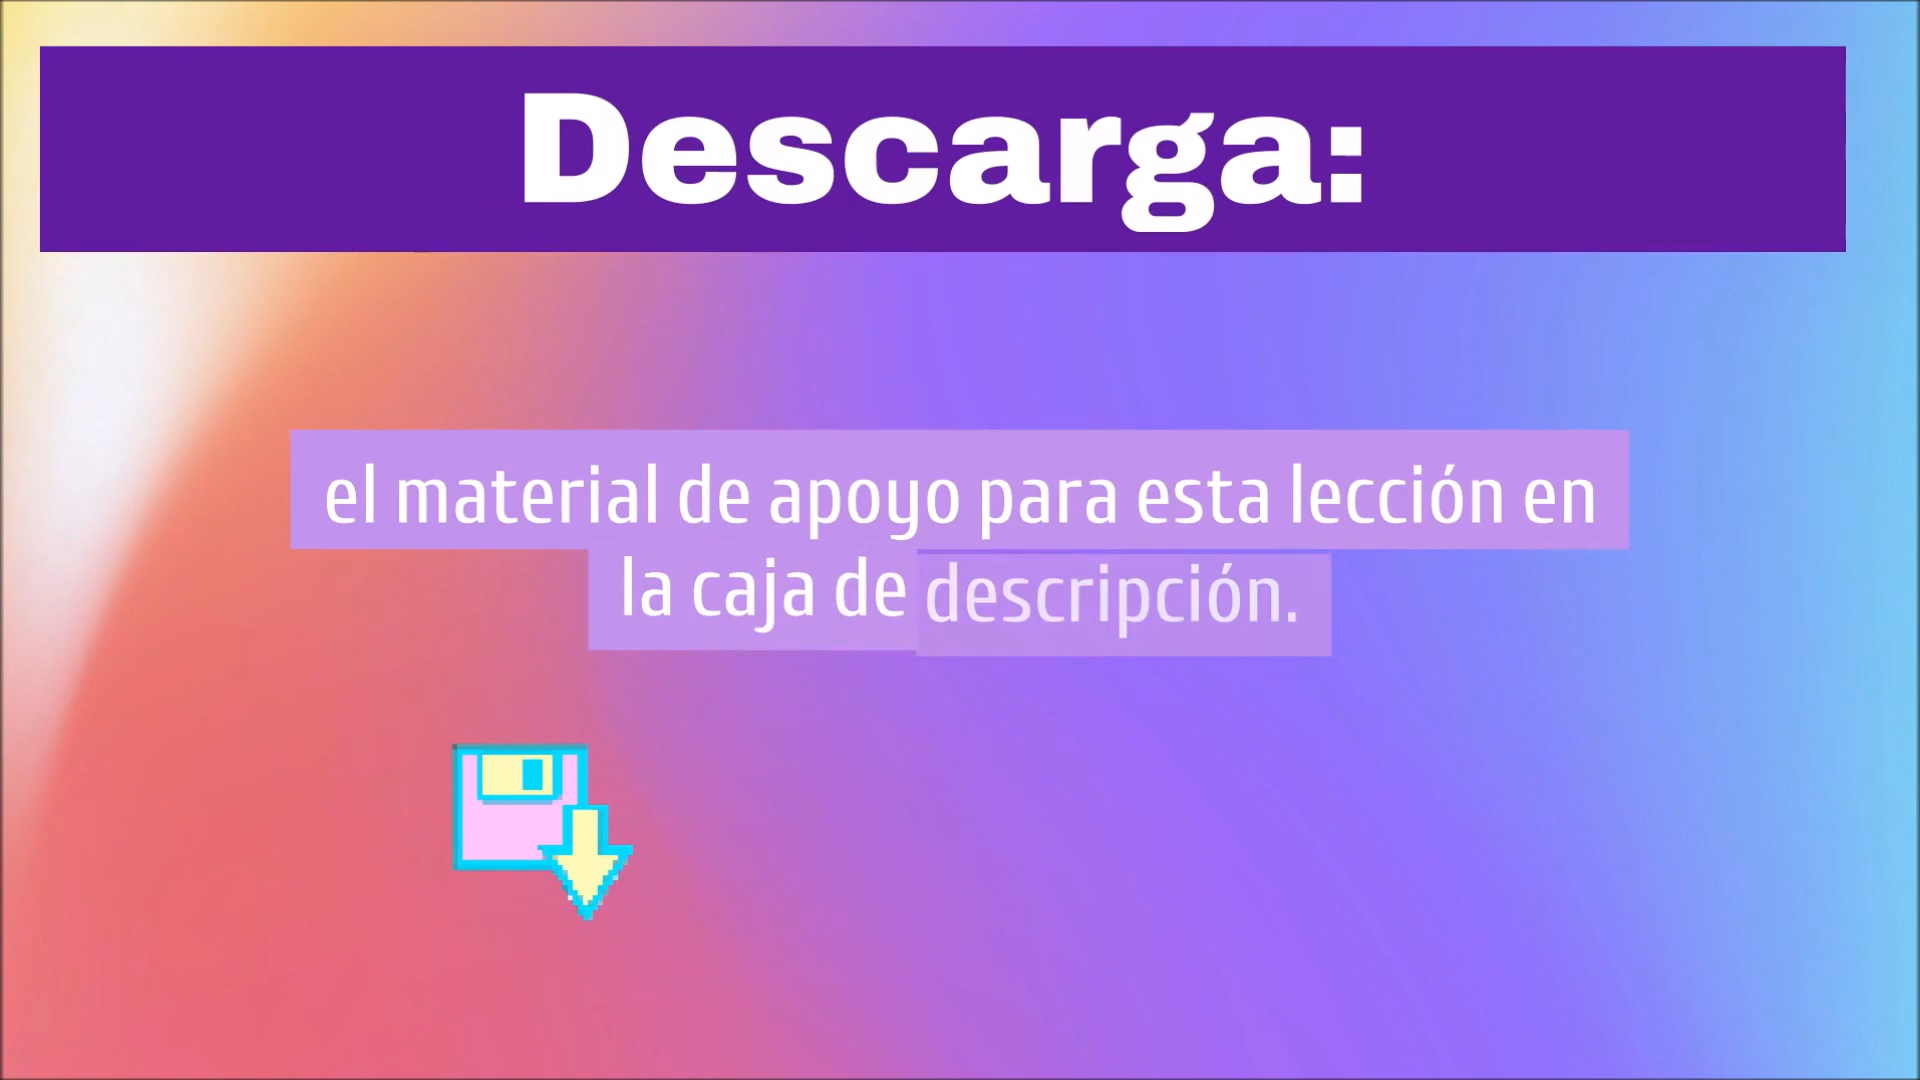 Descarga:
el material de apoyo para esta lección en
la caja de descripción.